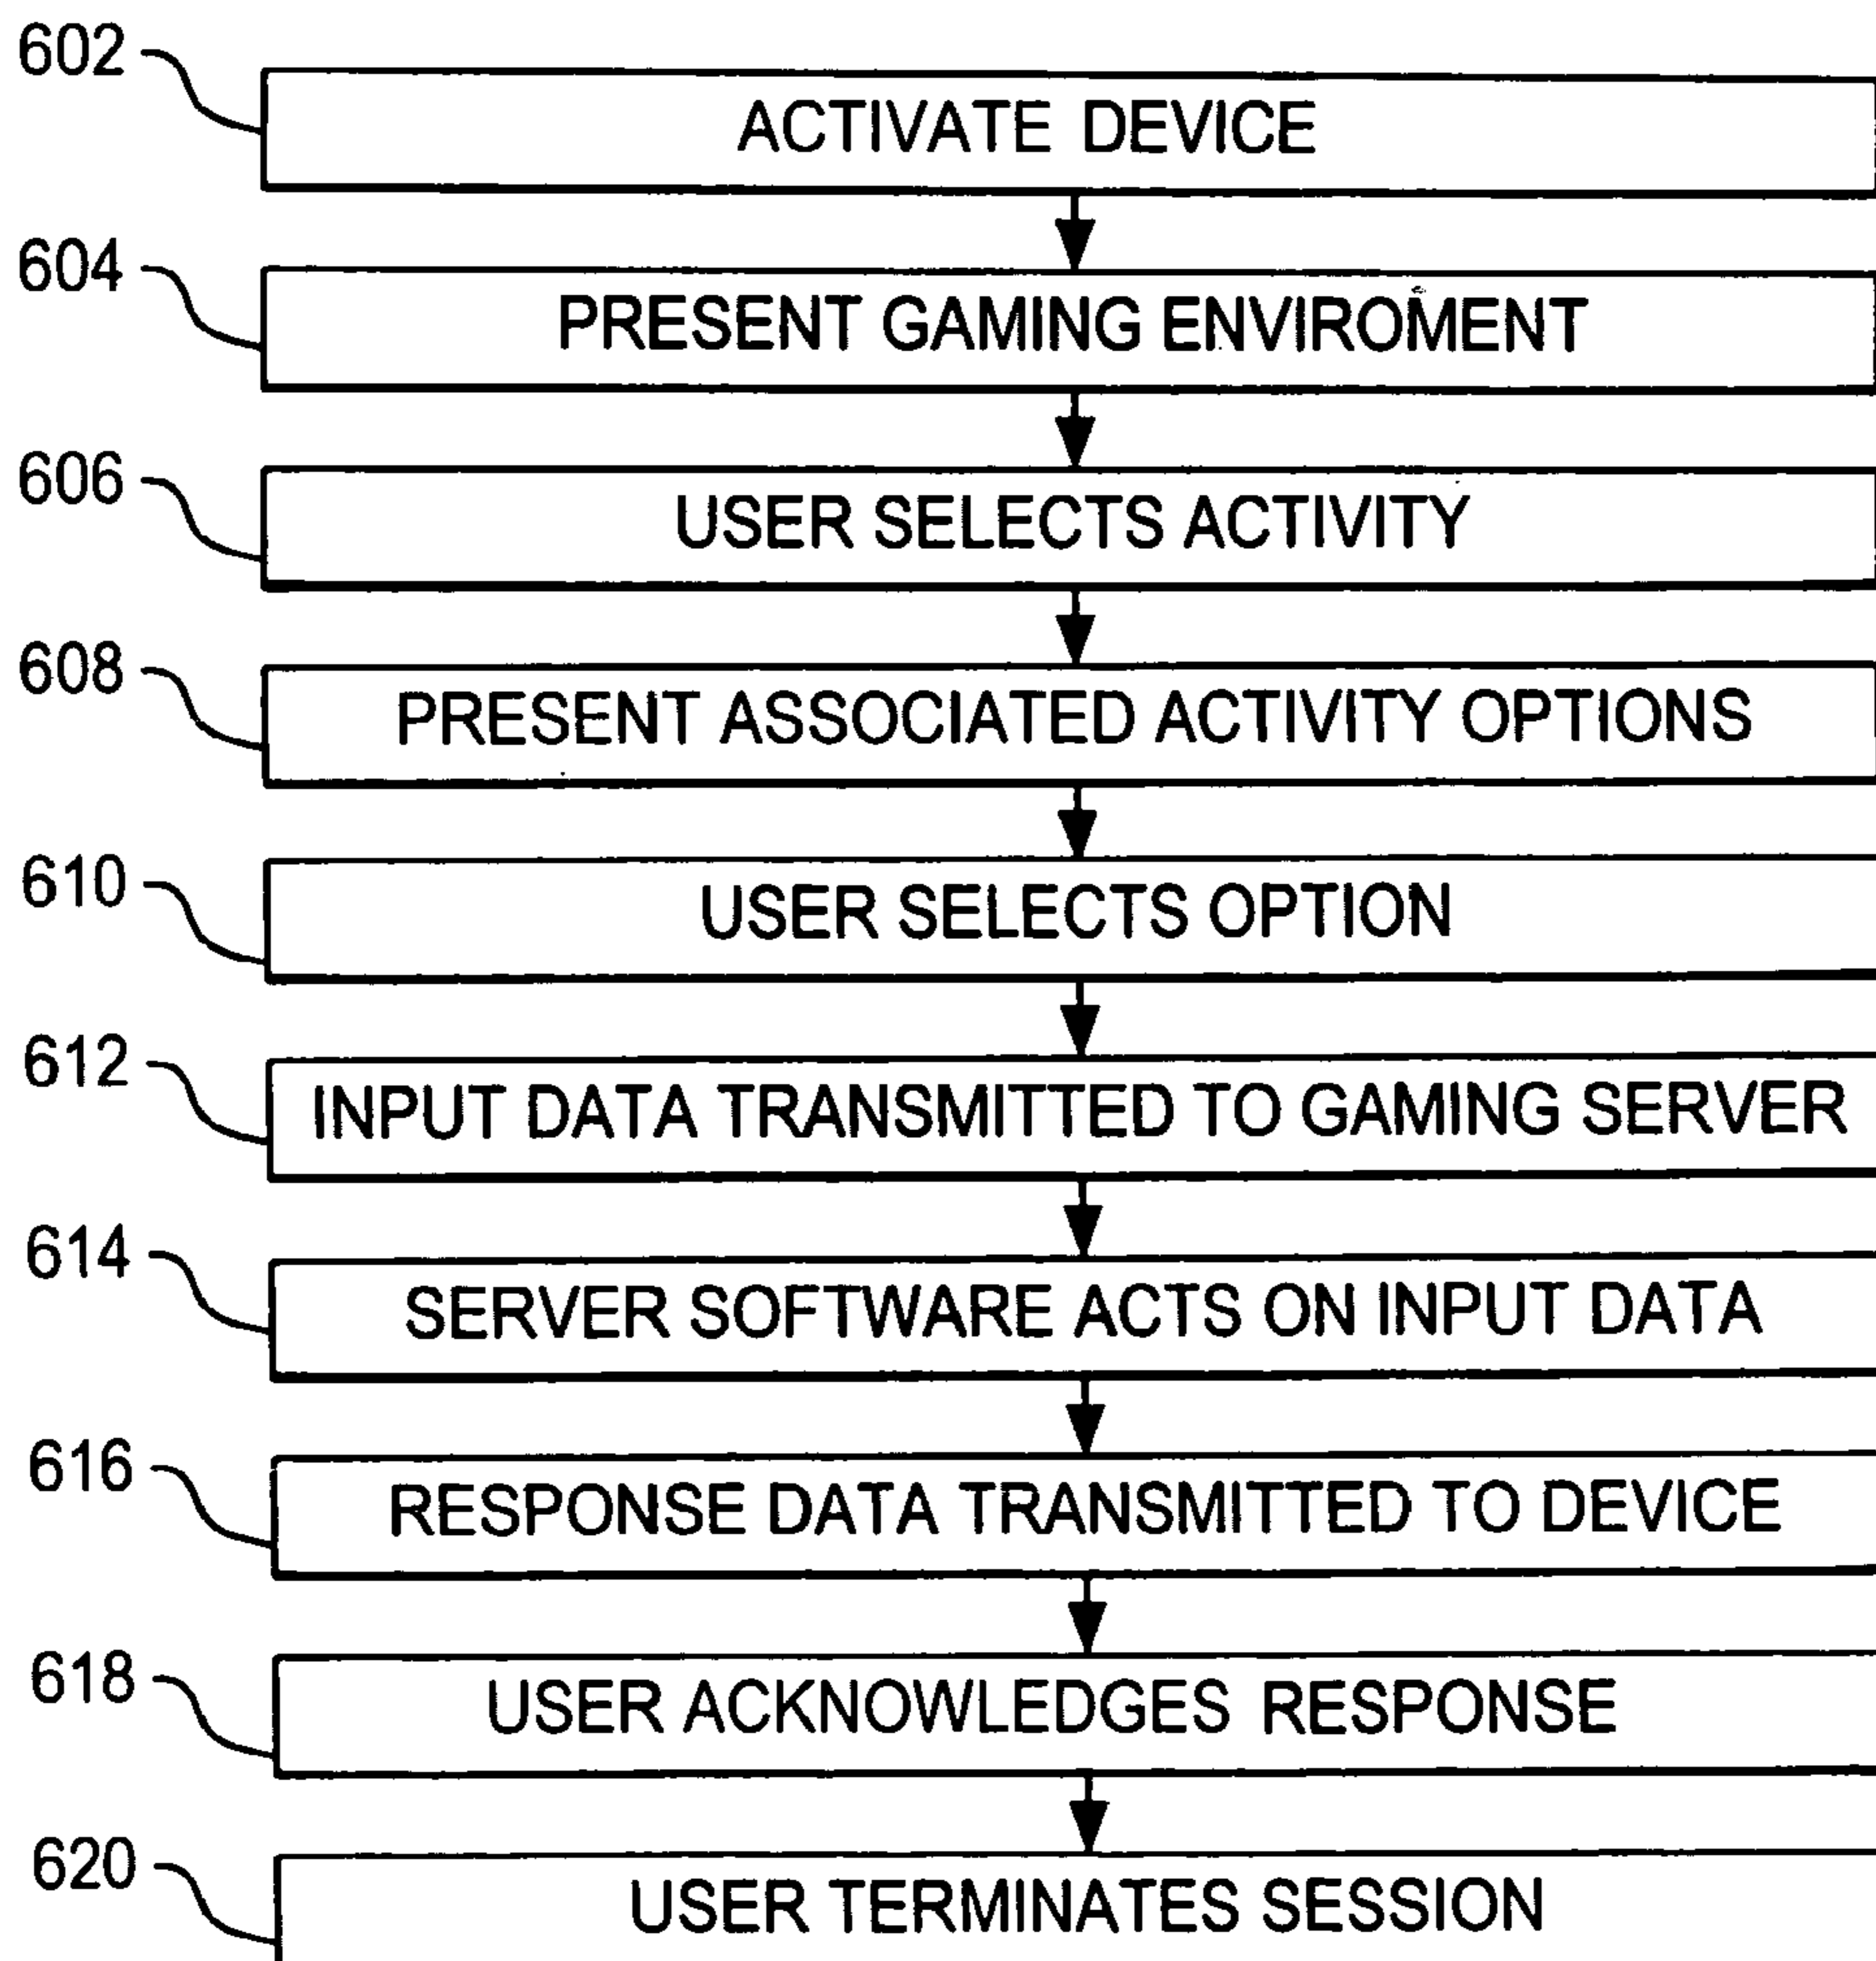 602
ACTIVATE DEVICE
604
PRESENT GAMING ENVIROMENT
606
USER SELECTS ACTIVITY
608
PRESENT ASSOCIATED ACTIVITY OPTIONS
610
USER SELECTS OPTION
612
INPUT DATA TRANSMITTED TO GAMING SERVER
614
SERVER SOFTWARE ACTS ON INPUT DATA
616
RESPONSE DATA TRANSMITTED TO DEVICE
618
USER ACKNOWLEDGES RESPONSE
620
USER TERMINATES SESSION